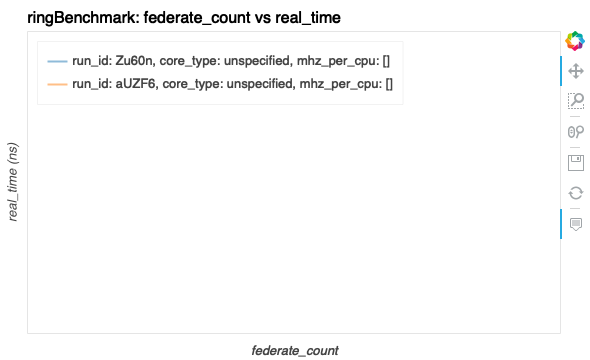 ringBenchmark: federate_count vs real_time
run_id: Zu60n, core_type: unspecified, mhz_per_cpu: []
run_id: aUZF6, core_type: unspecified, mhz_per_cpu: []
real_time (ns)
federate_count